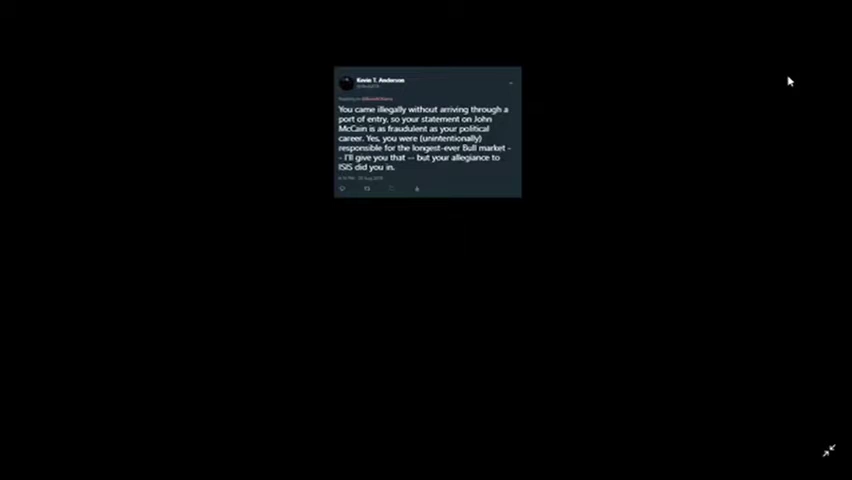 Kevin T. Anderson
You came illegally without arriving through a
port of entry, so your statement on John
McCain is as fraudulent as your political
career. Yes, you were (unintentionally)
responsible for the longest-ever Bull market -
- I'll give you that -- but your allegiance to
ISIS did you in.